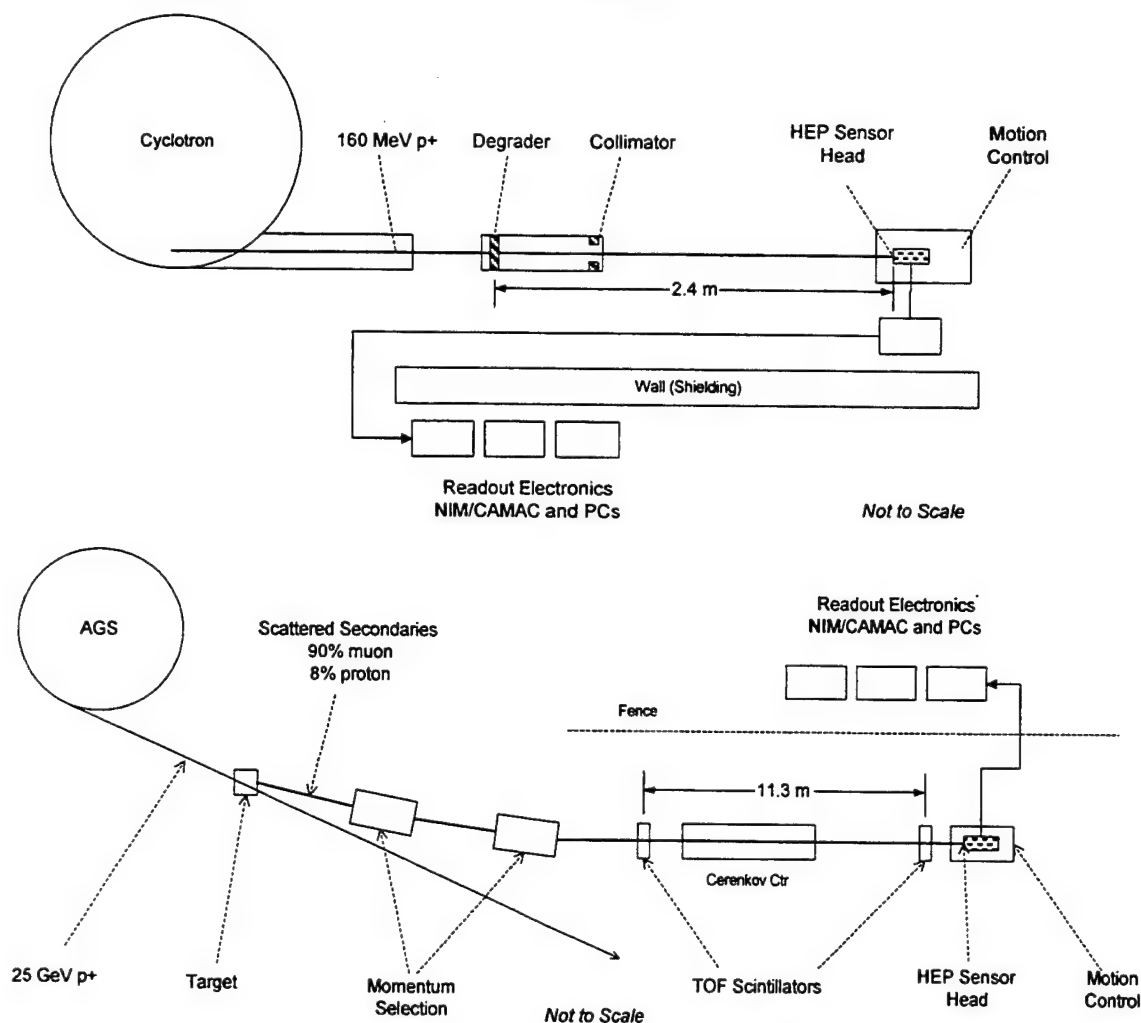 Cyclotron
160 MeV p+
Degrader
Collimator
HEP Sensor
Head
Motion
Control
2.4 m
Wall (Shielding)
Readout Electronics
NIM/CAMAC and PCs
Not to Scale
AGS
Scattered Secondaries
90% muon
8% proton
Readout Electronics
NIM/CAMAC and PCs
Fence
11.3 m
Cerenkov Ctr
25 GeV p+
Target
Momentum
Selection
Not to Scale
TOF Scintillators
HEP Sensor
Head
Motion
Control